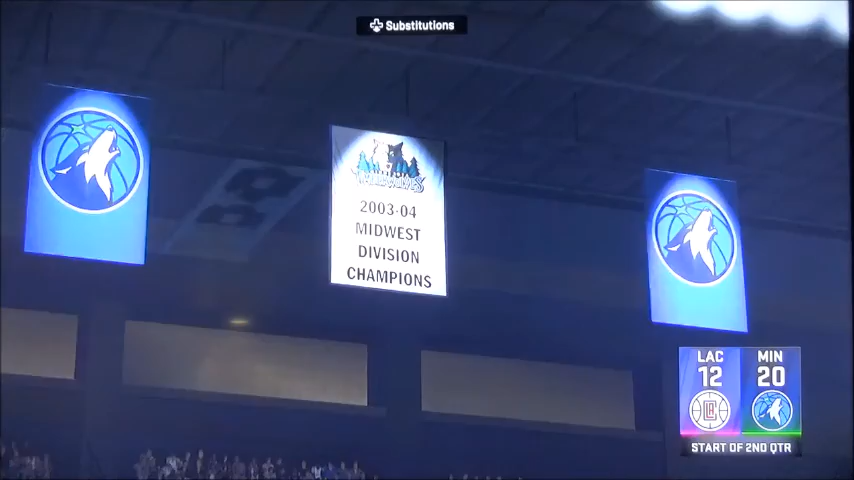 Substitutions
2003-04
MIDWEST
DIVISION
CHAMPIONS
LAC MIN
12 20
START OF 2ND QTR